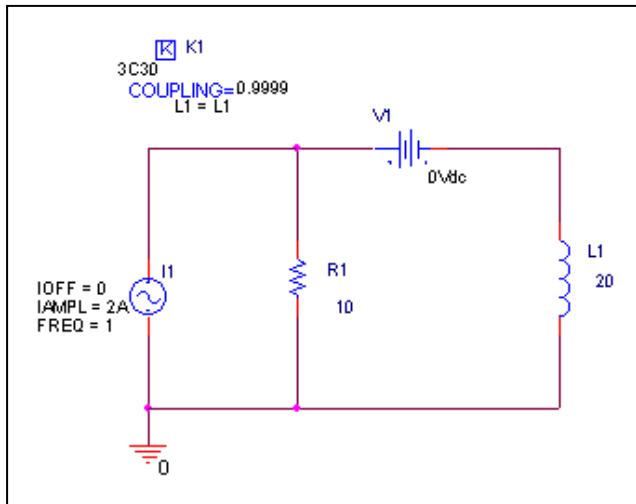 K K1
3C30
COUPLING=0.9999
L1 = L1
V1
0Vdc
I1
IOFF = 0
IAMPL = 2A
FREQ = 1
R1
10
L1
20
0